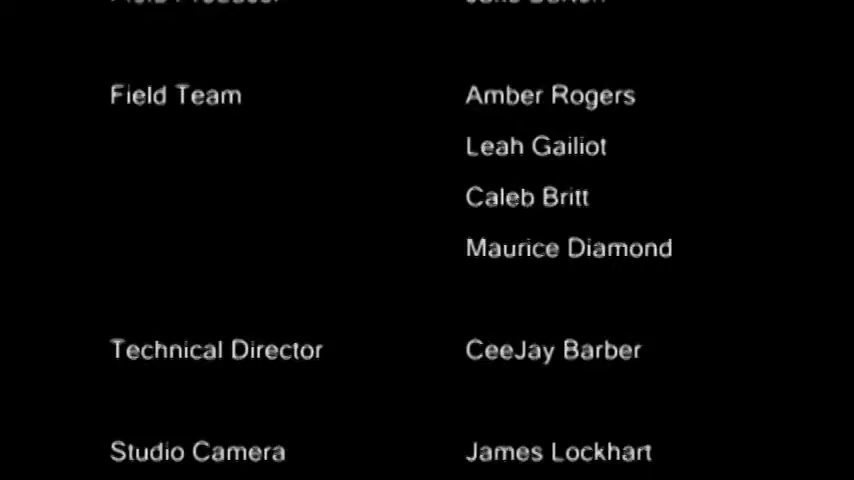 Field Team Amber Rogers
Leah Gailiot
Caleb Britt
Maurice Diamond
Technical Director CeeJay Barber
Studio Camera James Lockhart